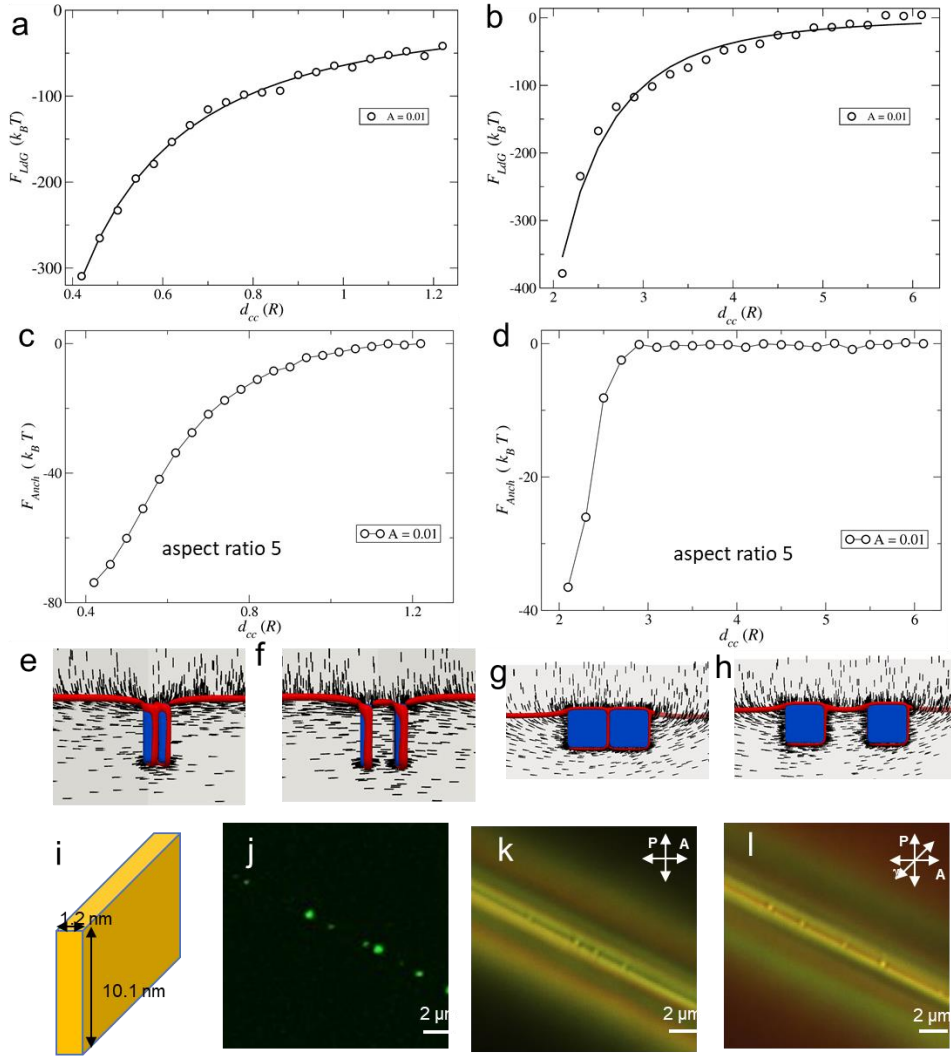 a
0
-100
-200
-300
F_LdG (k_BT)
A = 0.01
0.4 0.6 0.8 1 1.2
d_cc (R)
b
0
-100
-200
-300
-400
F_LdG (k_BT)
A = 0.01
2 3 4 5 6
d_cc (R)
c
0
-40
-80
F_Anch (k_BT)
aspect ratio 5
A = 0.01
0.4 0.8 1.2
d_cc (R)
d
0
-20
-40
F_Anch (k_BT)
aspect ratio 5
A = 0.01
2 3 4 5 6
d_cc (R)
e
f
g
h
i
1.2 nm
10.1 nm
j
2 μm
k
P
A
2 μm
l
P
A
2 μm